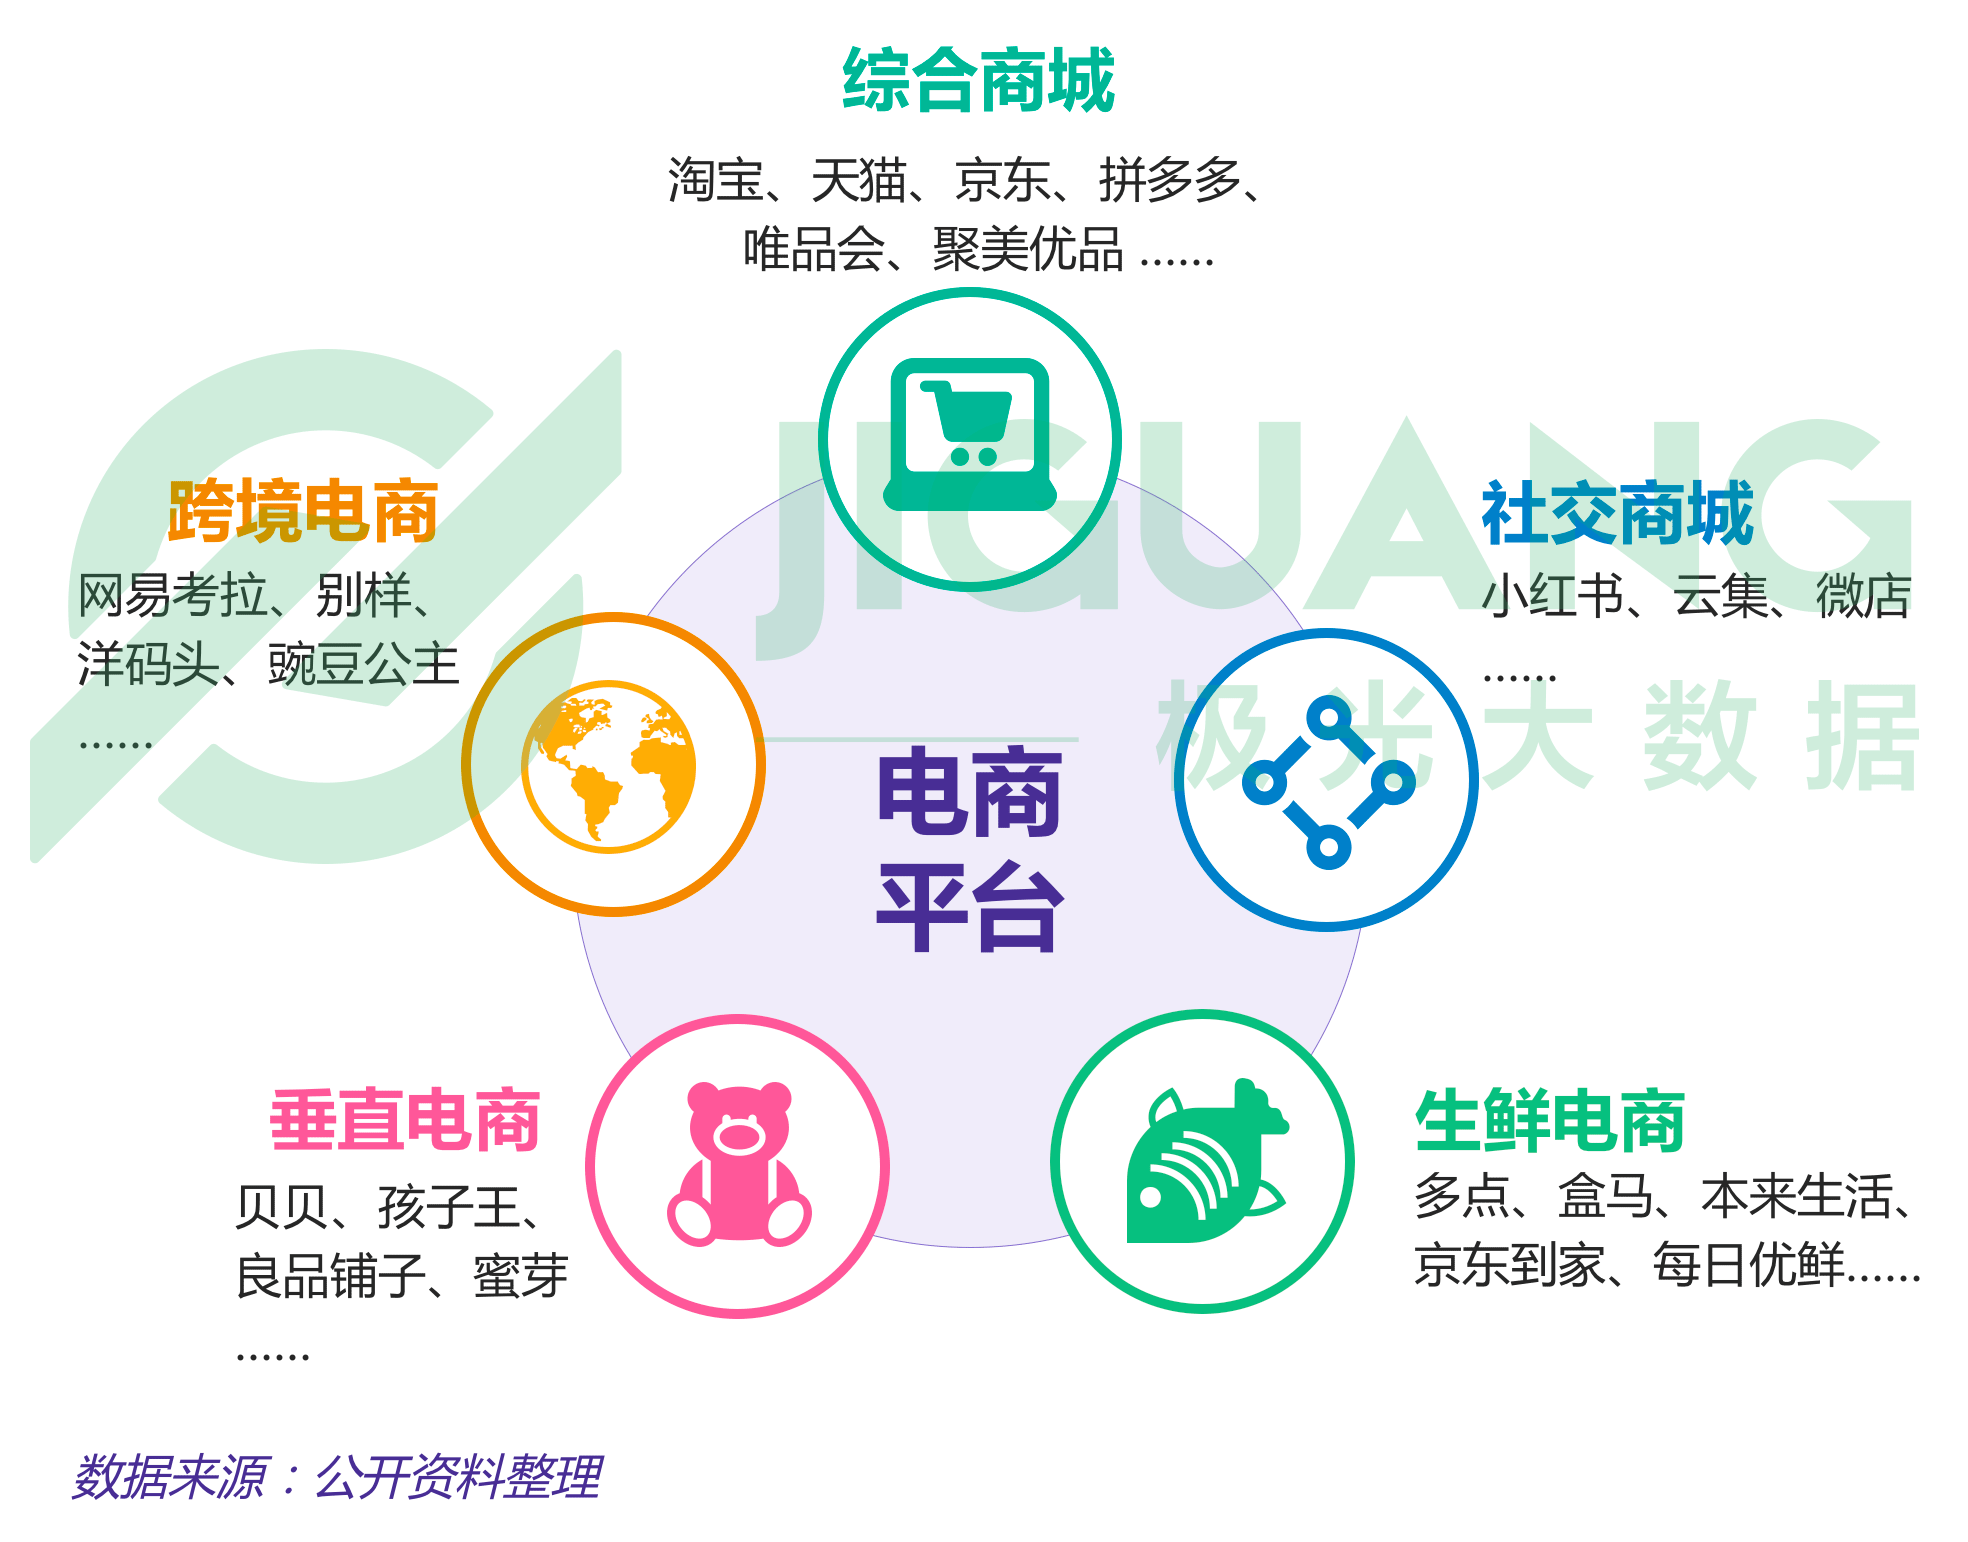 综合商城
淘宝、天猫、京东、拼多多、
唯品会、聚美优品 ......
跨境电商
网易考拉、别样、
洋码头、豌豆公主
......
社交商城
小红书、云集、微店
......
JIGUANG
极光大数据
电商
平台
垂直电商
贝贝、孩子王、
良品铺子、蜜芽
......
生鲜电商
多点、盒马、本来生活、
京东到家、每日优鲜......
数据来源：公开资料整理